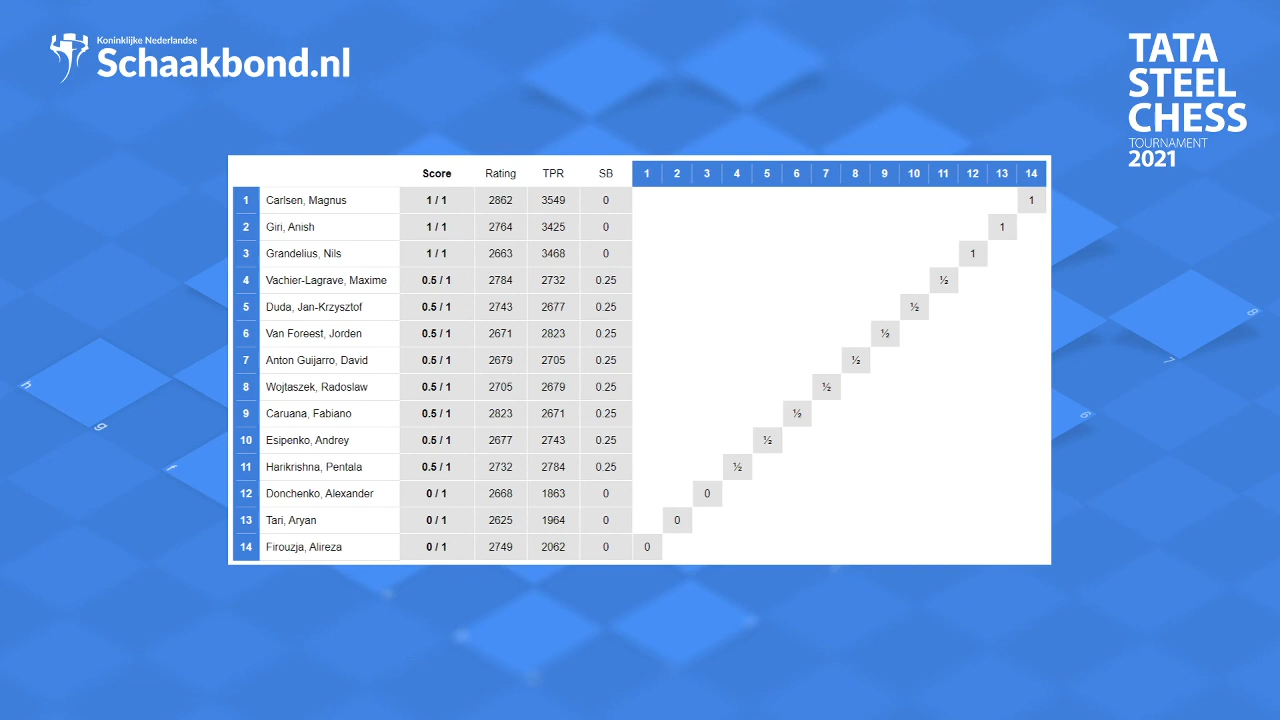 Koninklijke Nederlandse
Schaakbond.nl
TATA
STEEL
CHESS
TOURNAMENT
2021
Score Rating TPR SB 1 2 3 4 5 6 7 8 9 10 11 12 13 14
1 Carlsen, Magnus 1 / 1 2862 3549 0 1
2 Giri, Anish 1 / 1 2764 3425 0 1
3 Grandelius, Nils 1 / 1 2663 3468 0 1
4 Vachier-Lagrave, Maxime 0.5 / 1 2784 2732 0.25 ½
5 Duda, Jan-Krzysztof 0.5 / 1 2743 2677 0.25 ½
6 Van Foreest, Jorden 0.5 / 1 2671 2823 0.25 ½
7 Anton Guijarro, David 0.5 / 1 2679 2705 0.25 ½
8 Wojtaszek, Radoslaw 0.5 / 1 2705 2679 0.25 ½
9 Caruana, Fabiano 0.5 / 1 2823 2671 0.25 ½
10 Esipenko, Andrey 0.5 / 1 2677 2743 0.25 ½
11 Harikrishna, Pentala 0.5 / 1 2732 2784 0.25 ½
12 Donchenko, Alexander 0 / 1 2668 1863 0 0
13 Tari, Aryan 0 / 1 2625 1964 0 0
14 Firouzja, Alireza 0 / 1 2749 2062 0 0
h
g
f
8
7
6